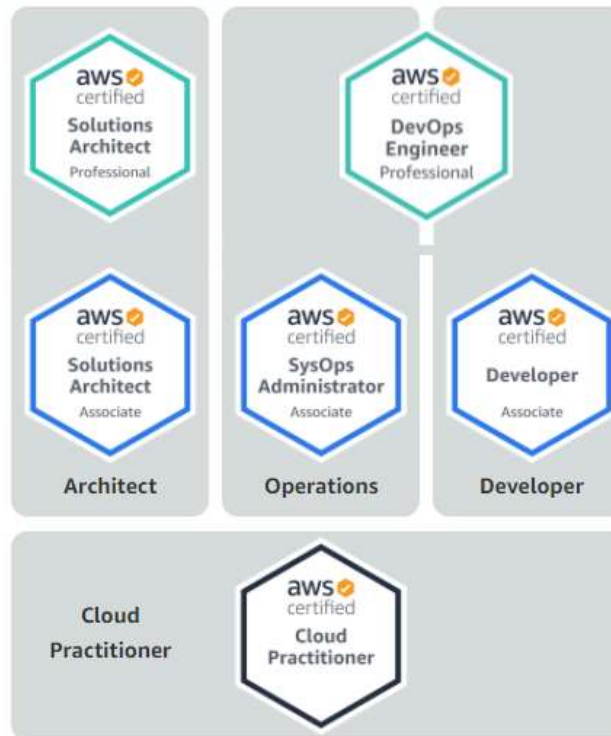 aws
certified
Solutions
Architect
Professional
aws
certified
DevOps
Engineer
Professional
aws
certified
Solutions
Architect
Associate
aws
certified
SysOps
Administrator
Associate
aws
certified
Developer
Associate
Architect
Operations
Developer
Cloud
Practitioner
aws
certified
Cloud
Practitioner